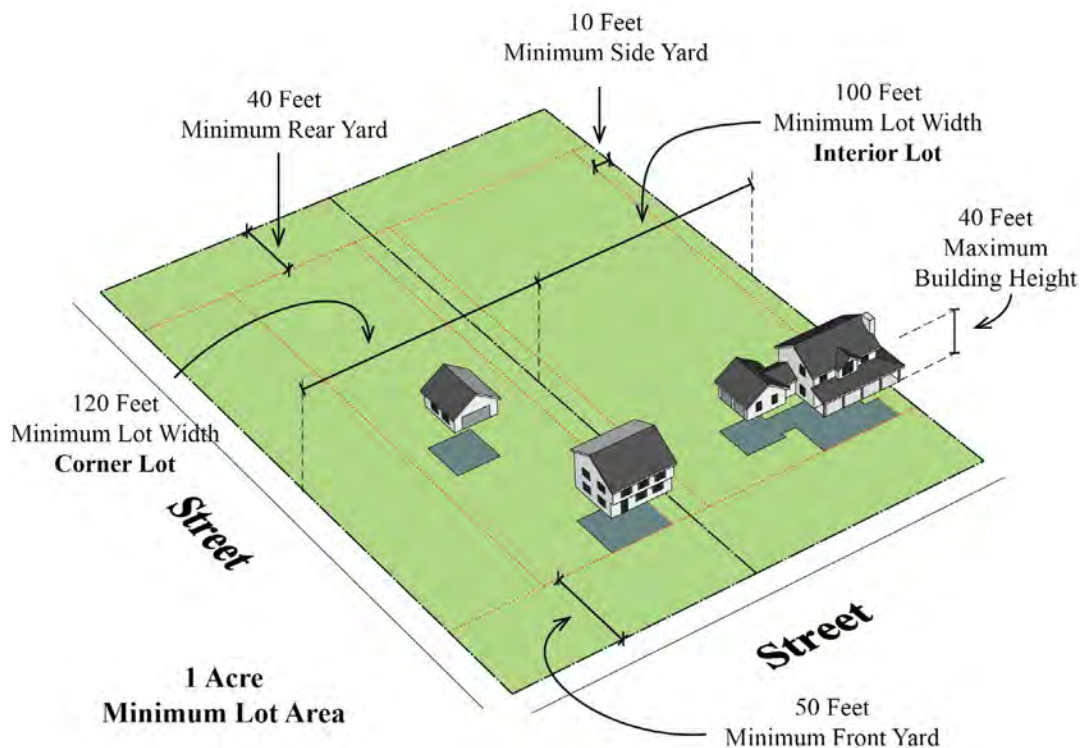 10 Feet
Minimum Side Yard
40 Feet
Minimum Rear Yard
100 Feet
Minimum Lot Width
Interior Lot
40 Feet
Maximum
Building Height
120 Feet
Minimum Lot Width
Corner Lot
Street
Street
1 Acre
Minimum Lot Area
50 Feet
Minimum Front Yard